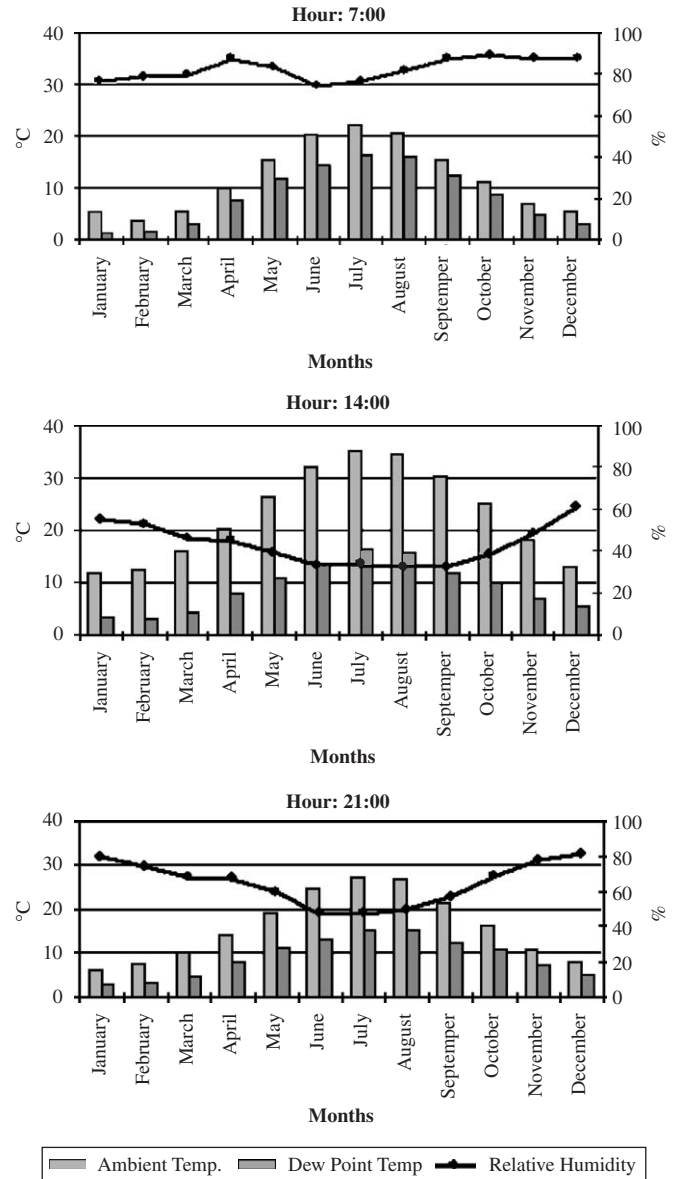 Hour: 7:00
40 100
30 80
20 60
10 40
0 20
0
°C %
January February March April May June July August Septemper October November December
Months
Hour: 14:00
40 100
30 80
20 60
10 40
0 20
0
°C %
January February March April May June July August Septemper October November December
Months
Hour: 21:00
40 100
30 80
20 60
10 40
0 20
0
°C %
January February March April May June July August Septemper October November December
Months
Ambient Temp. Dew Point Temp Relative Humidity